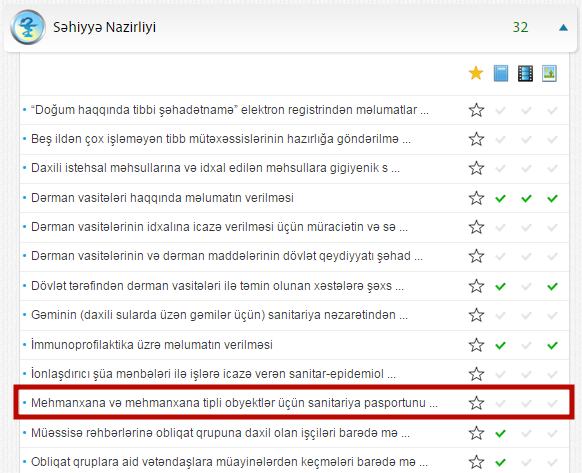 Səhiyyə Nazirliyi 32
“Doğum haqqında tibbi şəhadətnamə” elektron registrindən məlumatlar ...
Beş ildən çox işləməyən tibb mütəxəssislərinin hazırlığa göndərilmə ...
Daxili istehsal məhsullarına və idxal edilən məhsullara gigiyenik s ...
Dərman vasitələri haqqında məlumatın verilməsi
Dərman vasitələrinin idxalına icazə verilməsi üçün müraciətin və sə ...
Dərman vasitələrinin və dərman maddələrinin dövlət qeydiyyatı şəhad ...
Dövlət tərəfindən dərman vasitələri ilə təmin olunan xəstələrə şəxs ...
Gəminin (daxili sularda üzən gəmilər üçün) sanitariya nəzarətindən ...
İmmunoprofilaktika üzrə məlumatın verilməsi
İonlaşdırıcı şüa mənbələri ilə işlərə icazə verən sanitar-epidemiol ...
Mehmanxana və mehmanxana tipli obyektlər üçün sanitariya pasportunu ...
Müəssisə rəhbərlərinə obliqat qrupuna daxil olan işçiləri barədə mə ...
Obliqat qruplara aid vətəndaşlara müayinələrdən keçmələri barədə mə ...